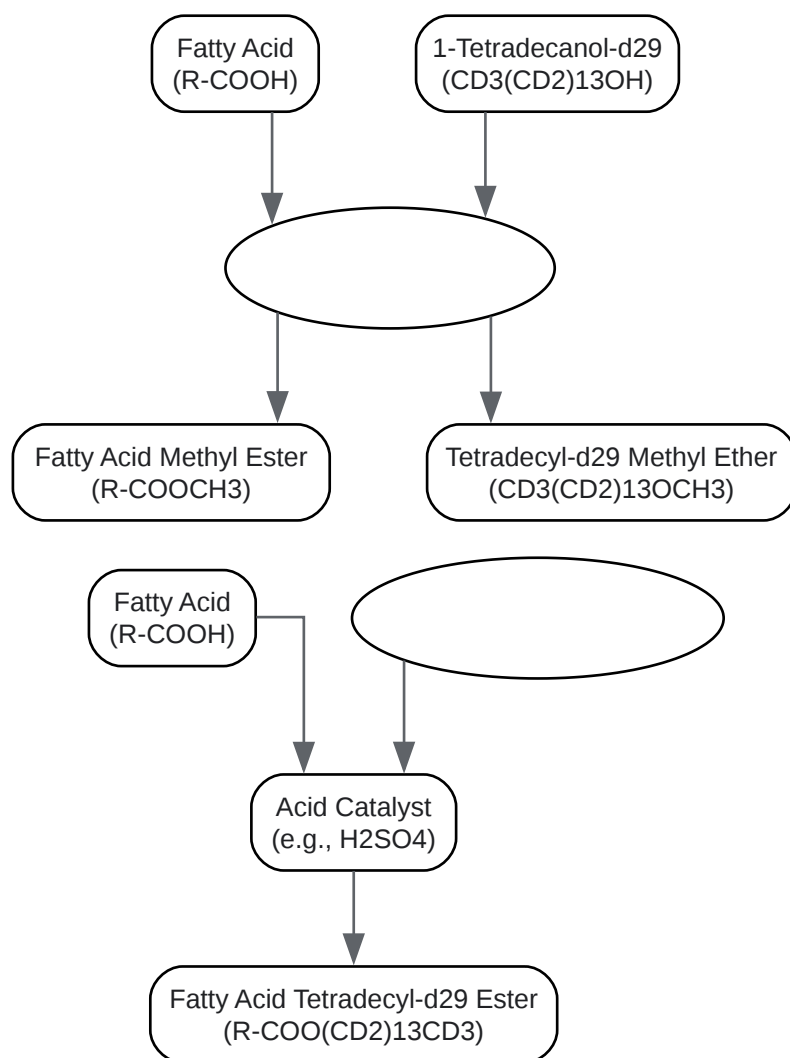 Fatty Acid
(R-COOH)
1-Tetradecanol-d29
(CD3(CD2)13OH)
Fatty Acid Methyl Ester
(R-COOCH3)
Tetradecyl-d29 Methyl Ether
(CD3(CD2)13OCH3)
Fatty Acid
(R-COOH)
Acid Catalyst
(e.g., H2SO4)
Fatty Acid Tetradecyl-d29 Ester
(R-COO(CD2)13CD3)